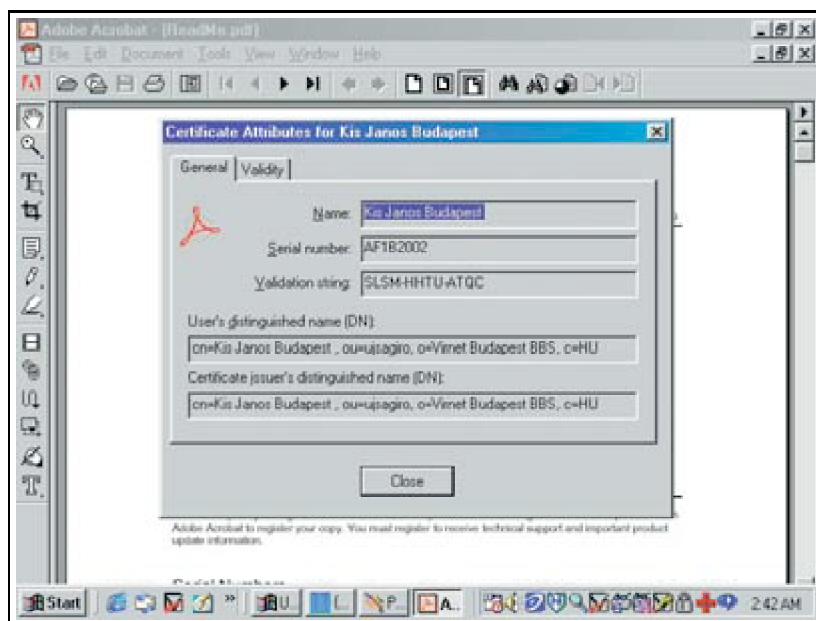 Adobe Acrobat - [ReadMe.pdf]
File Edit Document Tools View Window Help
Certificate Attributes for Kis Janos Budapest
General Validity
Name: Kis Janos Budapest
Serial number: AF1B2002
Validation string: SLSM-HHTU-ATQC
User's distinguished name (DN):
cn=Kis Janos Budapest , ou=ujsagiro, o=Virnet Budapest BBS, c=HU
Certificate issuer's distinguished name (DN):
cn=Kis Janos Budapest , ou=ujsagiro, o=Virnet Budapest BBS, c=HU
Close
Adobe Acrobat to register your copy. You must register to receive technical support and important product
update information.
Serial Numbers
Start » U... (... P... A.. 2:42 AM